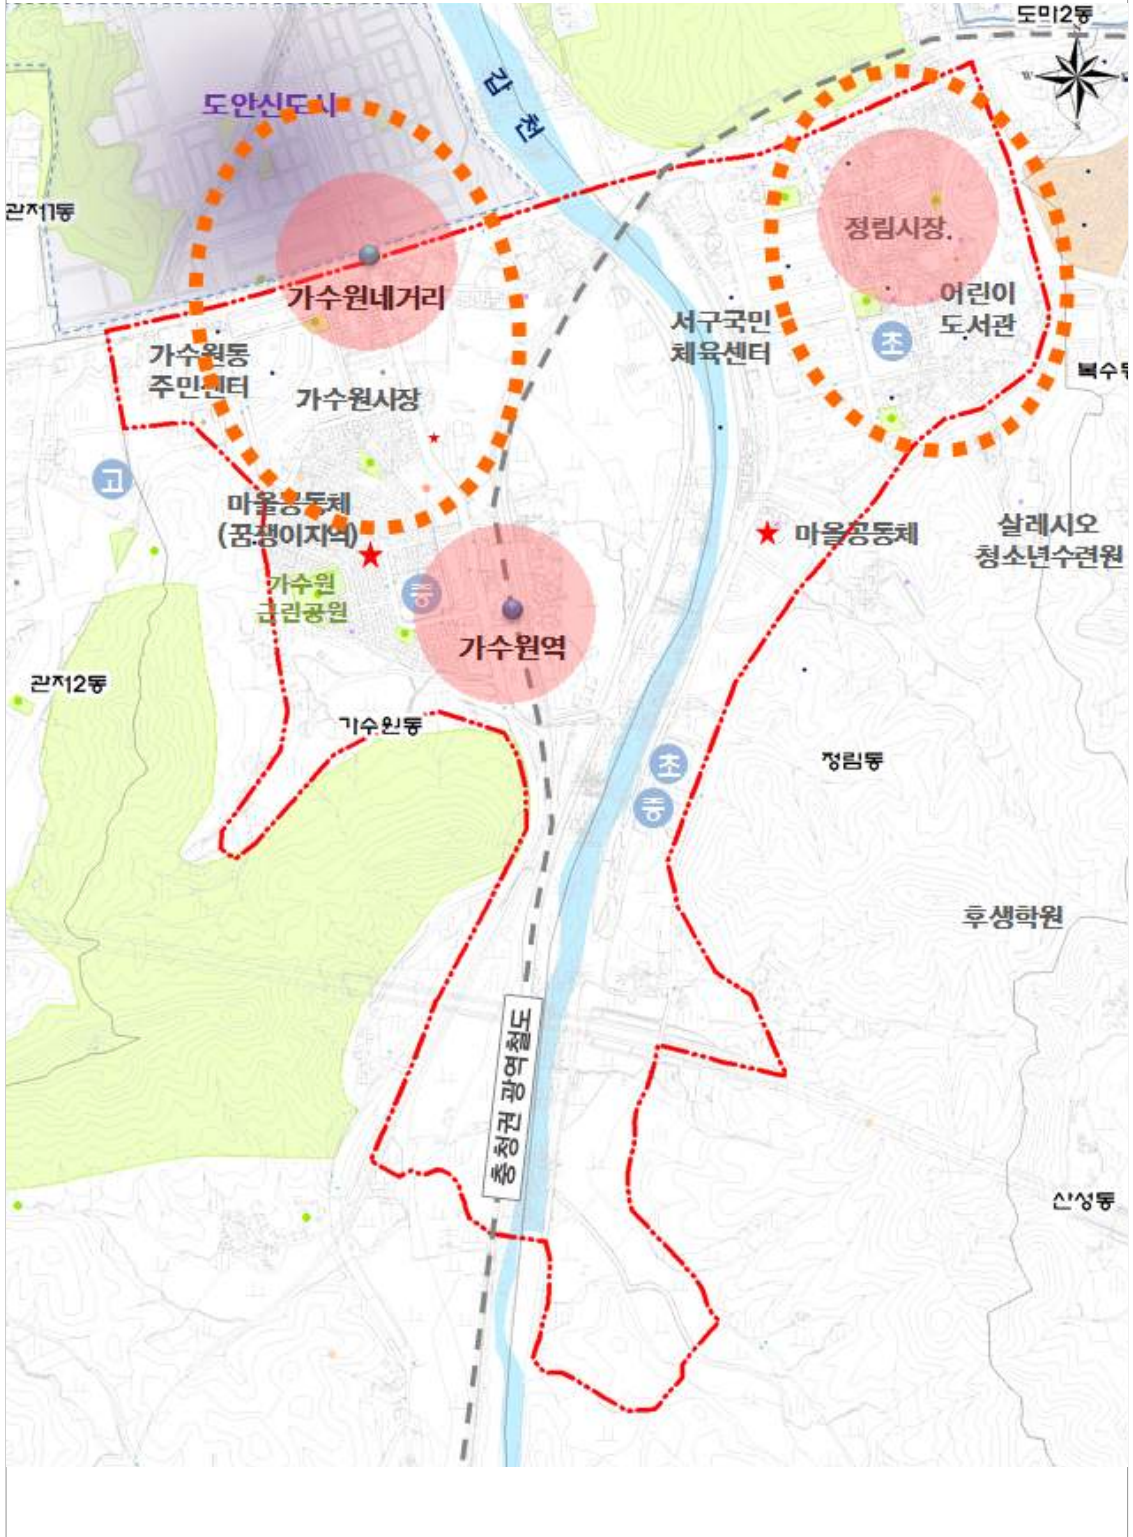 도마2동
N
W
E
S
갑천
도안신도시
관저1동
정림시장
가수원네거리
어린이
도서관
서구국민
체육센터
초
가수원동
주민센터
복수동
가수원시장
고
마을공동체
(꿈쟁이지역)
마을공동체
살레시오
청소년수련원
가수원
근린공원
중
가수원역
관저2동
가수원동
초
중
정림동
후생학원
충청권 광역철도
산성동